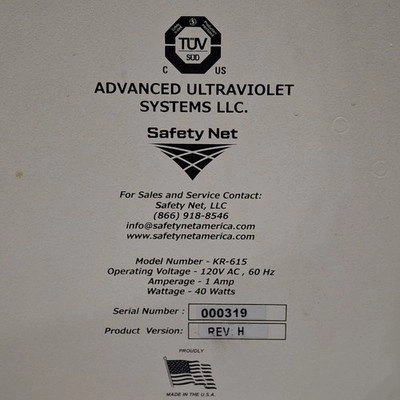 TÜV
SÜD
C US
ADVANCED ULTRAVIOLET
SYSTEMS LLC.
Safety Net
For Sales and Service Contact:
Safety Net, LLC
(866) 918-8546
info@safetynetamerica.com
www.safetynetamerica.com
Model Number - KR-615
Operating Voltage - 120V AC , 60 Hz
Amperage - 1 Amp
Wattage - 40 Watts
Serial Number : 000319
Product Version: REV. H
PROUDLY
MADE IN THE U.S.A